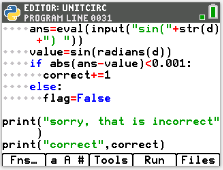 EDITOR: UNITCIRC
PROGRAM LINE 0031
ans=eval(input("sin("+str(d)
+") "))
value=sin(radians(d))
if abs(ans-value)<0.001:
correct+=1
else:
flag=False
print("sorry, that is incorrect"
)
print("correct",correct)
Fns… a A # Tools Run Files